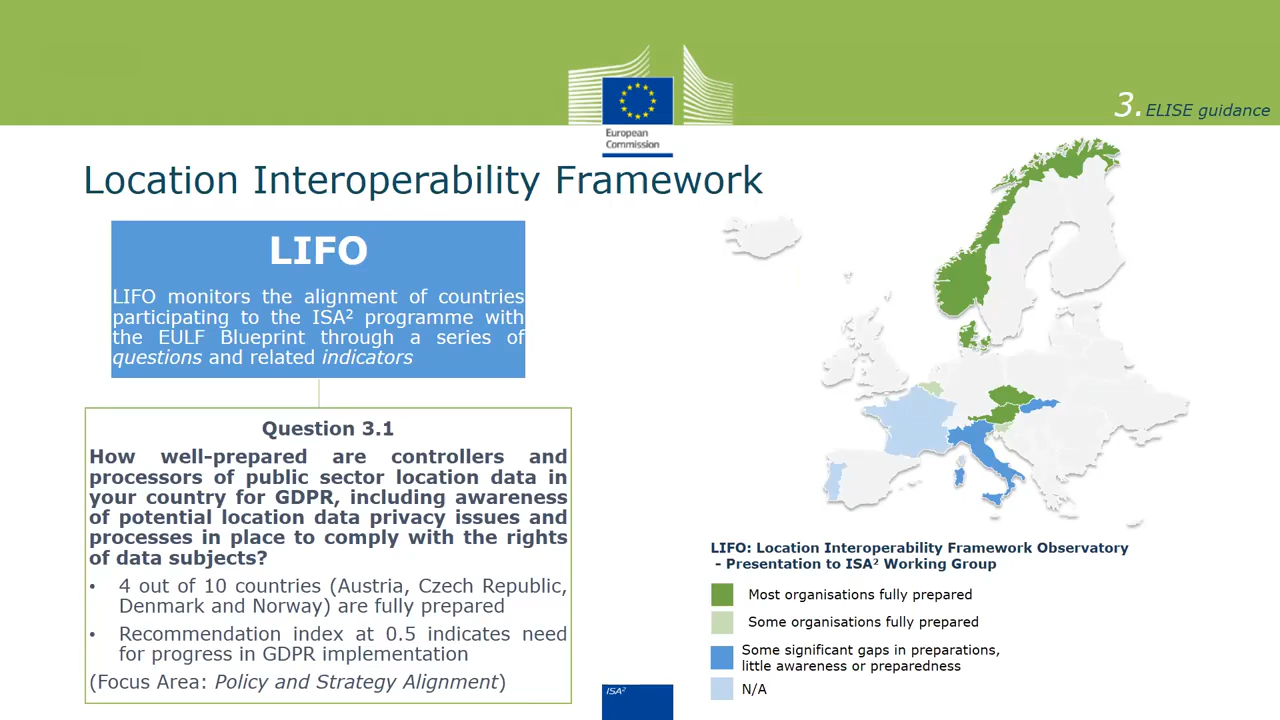 European
Commission
3. ELISE guidance
Location Interoperability Framework
LIFO
LIFO monitors the alignment of countries
participating to the ISA² programme with
the EULF Blueprint through a series of
questions and related indicators
Question 3.1
How well-prepared are controllers and
processors of public sector location data in
your country for GDPR, including awareness
of potential location data privacy issues and
processes in place to comply with the rights
of data subjects?
• 4 out of 10 countries (Austria, Czech Republic,
Denmark and Norway) are fully prepared
• Recommendation index at 0.5 indicates need
for progress in GDPR implementation
(Focus Area: Policy and Strategy Alignment)
LIFO: Location Interoperability Framework Observatory
- Presentation to ISA² Working Group
Most organisations fully prepared
Some organisations fully prepared
Some significant gaps in preparations,
little awareness or preparedness
N/A
ISA²